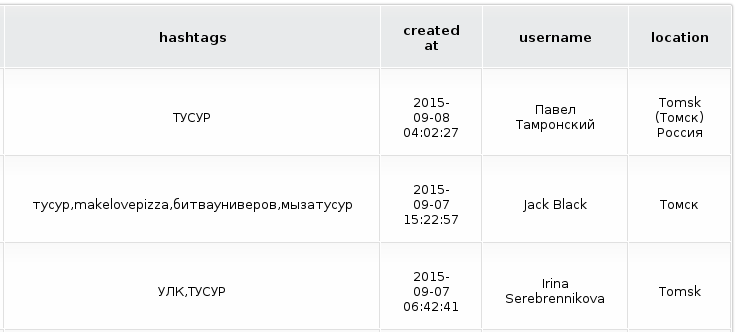 hashtags
created
at
username
location
ТУСУР
2015-
09-08
04:02:27
Павел
Тамронский
Tomsk
(Томск)
Россия
тусур,makelovepizza,битвауниверов,мызатусур
2015-
09-07
15:22:57
Jack Black
Томск
УЛК,ТУСУР
2015-
09-07
06:42:41
Irina
Serebrennikova
Tomsk